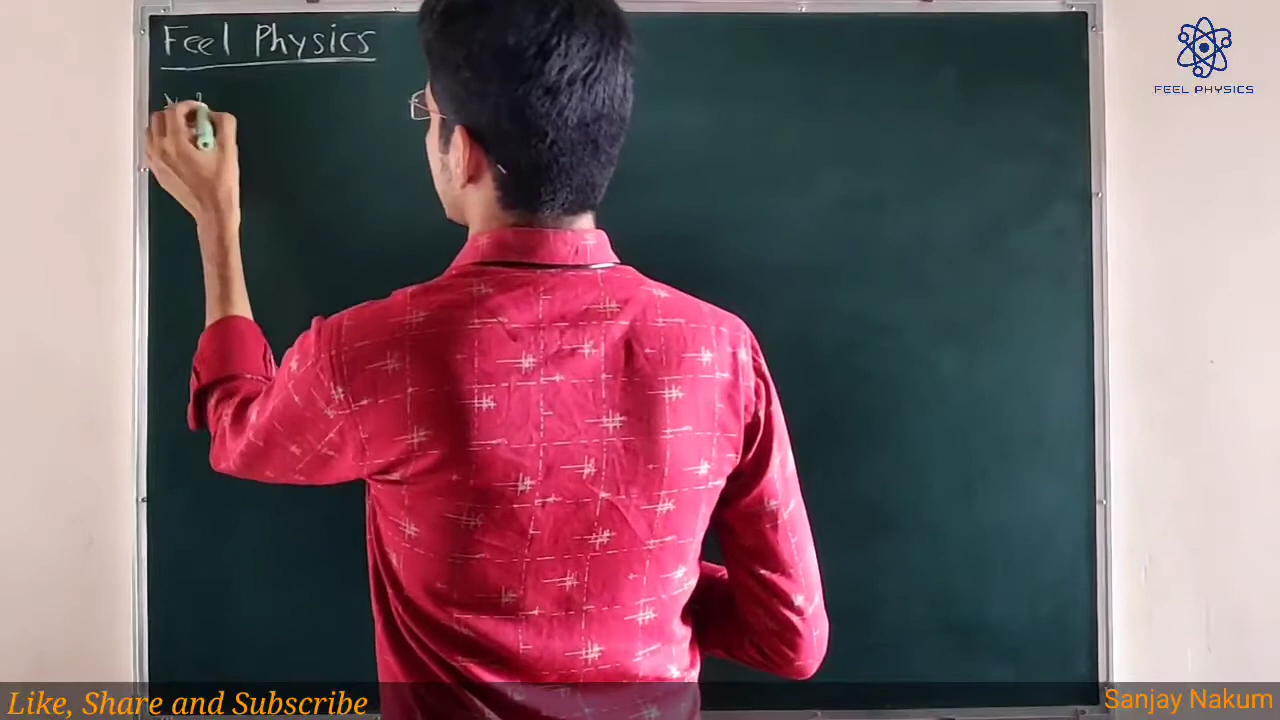 Feel Physics
FEEL PHYSICS
Like, Share and Subscribe
Sanjay Nakum